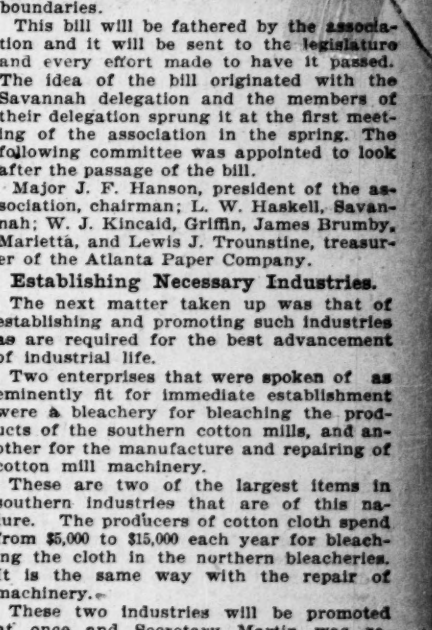 boundaries.
This bill will be fathered by the associa-
tion and it will be sent to the legislature
and every effort made to have it passed.
The idea of the bill originated with the
Savannah delegation and the members of
their delegation sprung it at the first meet-
ing of the association in the spring. The
following committee was appointed to look
after the passage of the bill.
Major J. F. Hanson, president of the as-
sociation, chairman; L. W. Haskell, Savan-
nah; W. J. Kincaid, Griffin, James Brumby,
Marietta, and Lewis J. Trounstine, treasur-
er of the Atlanta Paper Company.
Establishing Necessary Industries.
The next matter taken up was that of
establishing and promoting such industries
as are required for the best advancement
of industrial life.
Two enterprises that were spoken of as
eminently fit for immediate establishment
were a bleachery for bleaching the prod-
ucts of the southern cotton mills, and an-
other for the manufacture and repairing of
cotton mill machinery.
These are two of the largest items in
southern industries that are of this na-
ture. The producers of cotton cloth spend
from $5,000 to $15,000 each year for bleach-
ing the cloth in the northern bleacheries.
It is the same way with the repair of
machinery.
These two industries will be promoted
at once and Secretary Martin was